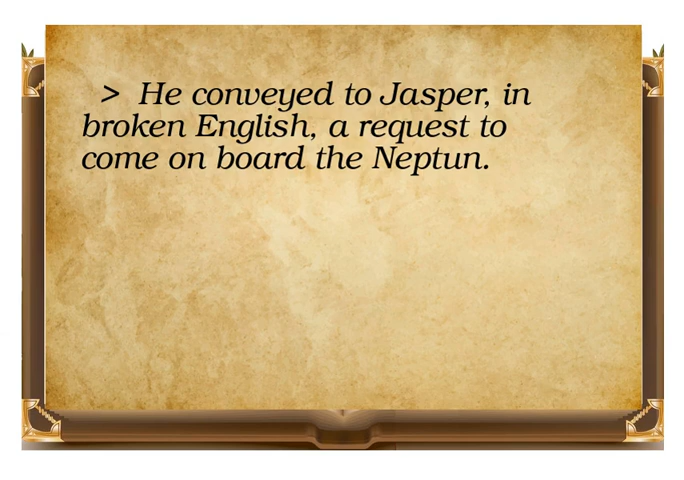 > He conveyed to Jasper, in
broken English, a request to
come on board the Neptun.